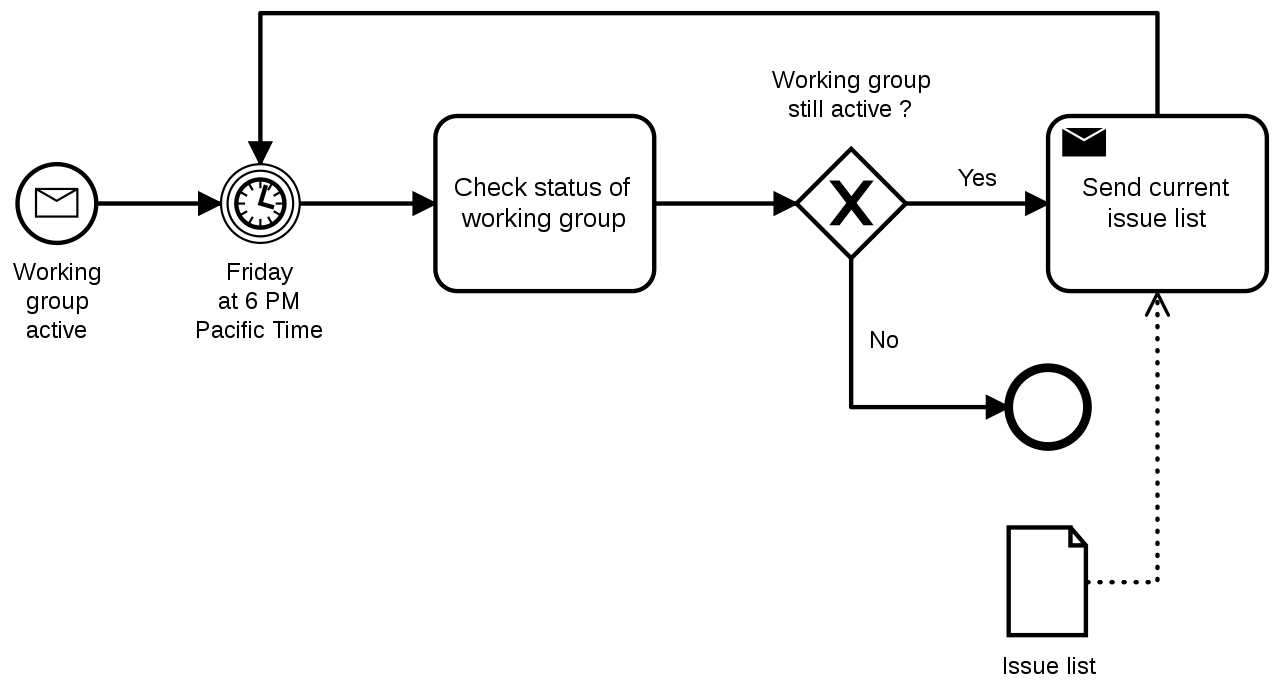 Working group
still active ?
Check status of
working group
Yes
Send current
issue list
Working
group
active
Friday
at 6 PM
Pacific Time
No
Issue list